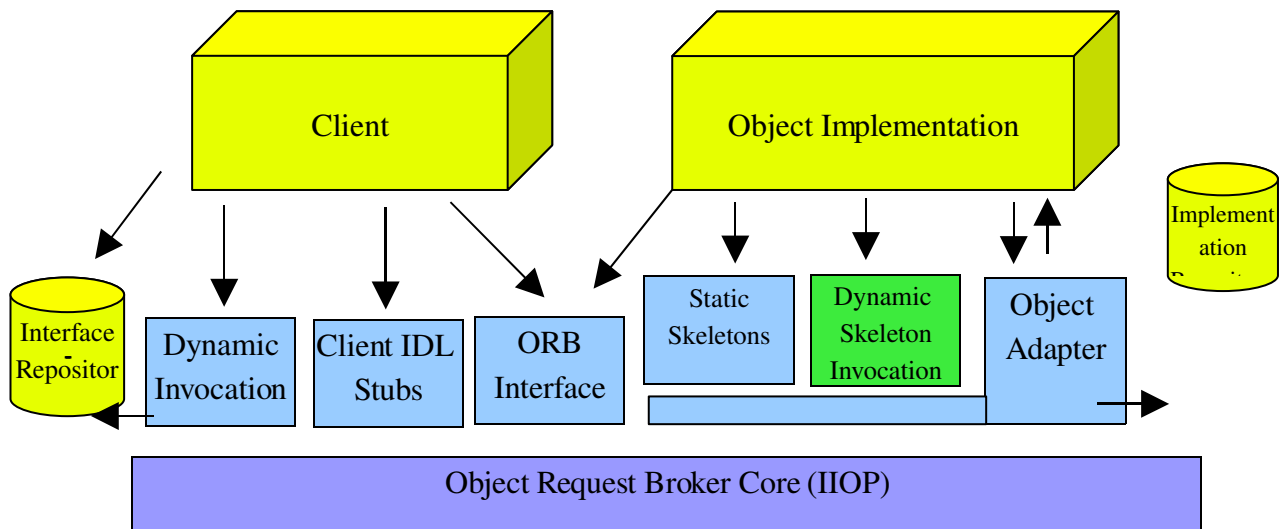 Client
Object Implementation
Implement
ation
Interface
Repositor
Dynamic
Invocation
Client IDL
Stubs
ORB
Interface
Static
Skeletons
Dynamic
Skeleton
Invocation
Object
Adapter
Object Request Broker Core (IIOP)